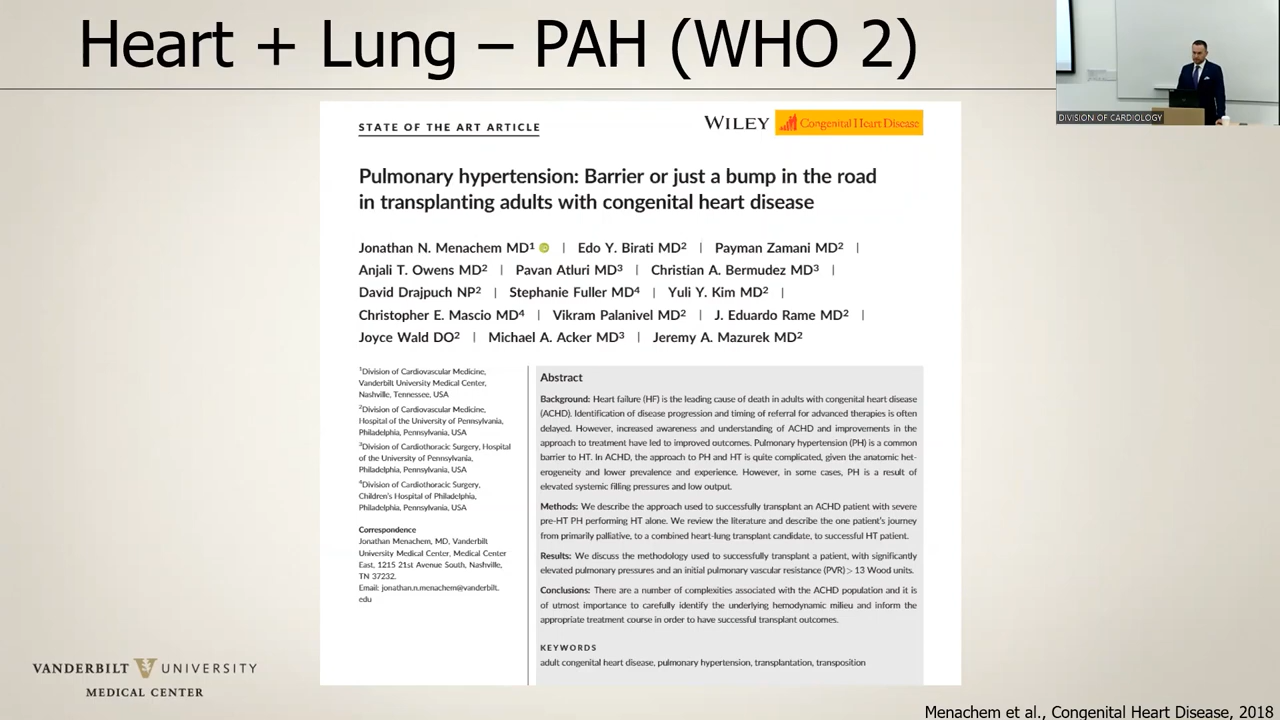 Heart + Lung – PAH (WHO 2)
DIVISION OF CARDIOLOGY
STATE OF THE ART ARTICLE
WILEY Congenital Heart Disease
Pulmonary hypertension: Barrier or just a bump in the road
in transplanting adults with congenital heart disease
Jonathan N. Menachem MD1 | Edo Y. Birati MD2 | Payman Zamani MD2 |
Anjali T. Owens MD2 | Pavan Atluri MD3 | Christian A. Bermudez MD3 |
David Drajpuch NP2 | Stephanie Fuller MD4 | Yuli Y. Kim MD2 |
Christopher E. Mascio MD4 | Vikram Palanivel MD2 | J. Eduardo Rame MD2 |
Joyce Wald DO2 | Michael A. Acker MD3 | Jeremy A. Mazurek MD2
1Division of Cardiovascular Medicine,
Vanderbilt University Medical Center,
Nashville, Tennessee, USA
2Division of Cardiovascular Medicine,
Hospital of the University of Pennsylvania,
Philadelphia, Pennsylvania, USA
3Division of Cardiothoracic Surgery, Hospital
of the University of Pennsylvania,
Philadelphia, Pennsylvania, USA
4Division of Cardiothoracic Surgery,
Children's Hospital of Philadelphia,
Philadelphia, Pennsylvania, USA
Correspondence
Jonathan Menachem, MD, Vanderbilt
University Medical Center, Medical Center
East, 1215 21st Avenue South, Nashville,
TN 37232.
Email: jonathan.n.menachem@vanderbilt.
edu
Abstract
Background: Heart failure (HF) is the leading cause of death in adults with congenital heart disease
(ACHD). Identification of disease progression and timing of referral for advanced therapies is often
delayed. However, increased awareness and understanding of ACHD and improvements in the
approach to treatment have led to improved outcomes. Pulmonary hypertension (PH) is a common
barrier to HT. In ACHD, the approach to PH and HT is quite complicated, given the anatomic het-
erogeneity and lower prevalence and experience. However, in some cases, PH is a result of
elevated systemic filling pressures and low output.
Methods: We describe the approach used to successfully transplant an ACHD patient with severe
pre-HT PH performing HT alone. We review the literature and describe the one patient's journey
from primarily palliative, to a combined heart-lung transplant candidate, to successful HT patient.
Results: We discuss the methodology used to successfully transplant a patient, with significantly
elevated pulmonary pressures and an initial pulmonary vascular resistance (PVR) > 13 Wood units.
Conclusions: There are a number of complexities associated with the ACHD population and it is
of utmost importance to carefully identify the underlying hemodynamic milieu and inform the
appropriate treatment course in order to have successful transplant outcomes.
KEYWORDS
adult congenital heart disease, pulmonary hypertension, transplantation, transposition
VANDERBILT UNIVERSITY
MEDICAL CENTER
Menachem et al., Congenital Heart Disease, 2018